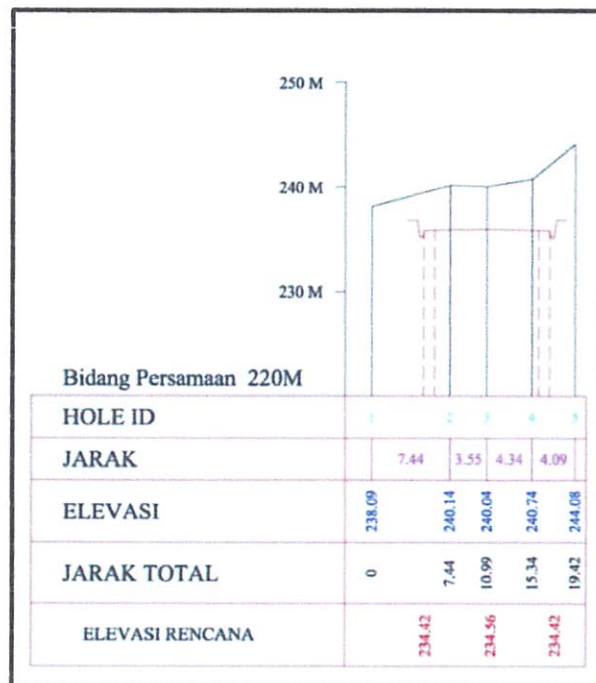 250 M
240 M
230 M
Bidang Persamaan 220M
HOLE ID 1 2 3 4 5
JARAK 7.44 3.55 4.34 4.09
ELEVASI 238.09 240.14 240.04 240.74 244.08
JARAK TOTAL 0 7.44 10.99 15.34 19.42
ELEVASI RENCANA 234.42 234.56 234.42